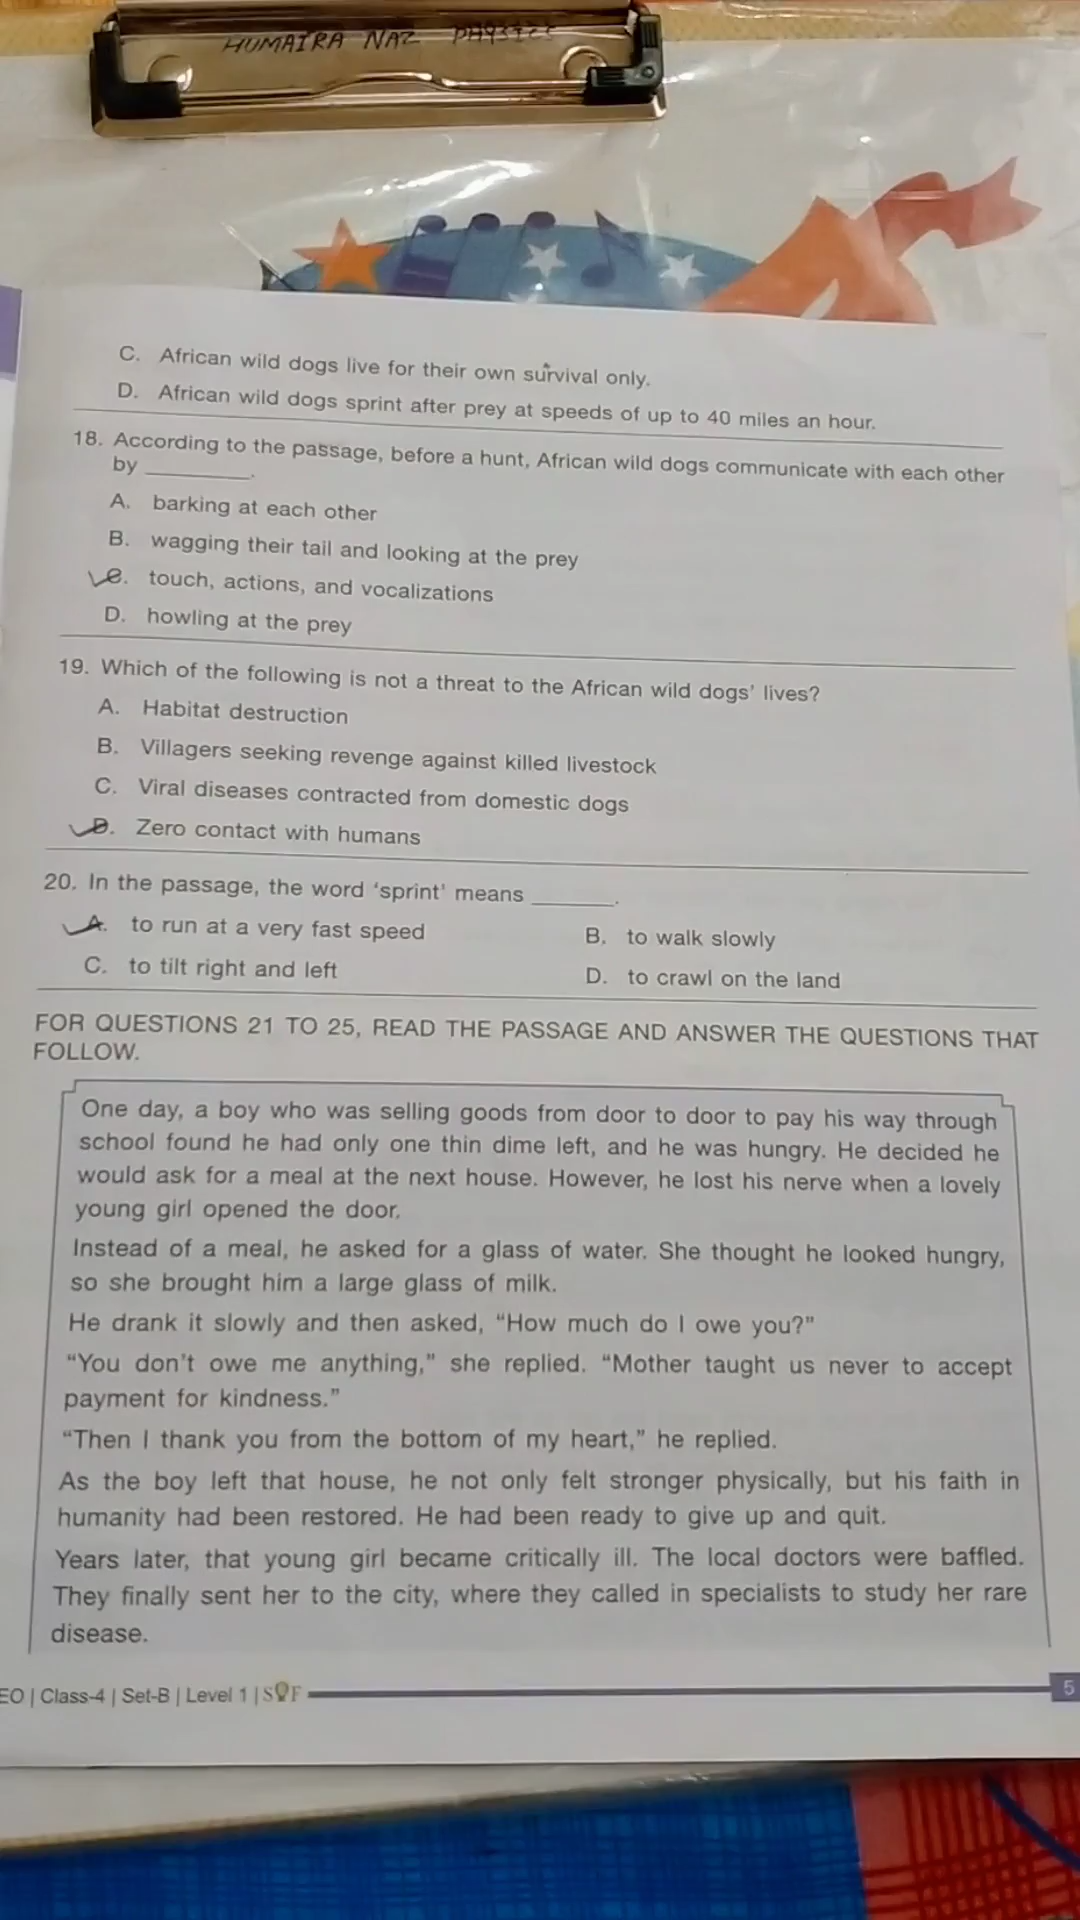 HUMAIRA NAZ
C. African wild dogs live for their own survival only.
D. African wild dogs sprint after prey at speeds of up to 40 miles an hour.
18. According to the passage, before a hunt, African wild dogs communicate with each other
by ________.
A. barking at each other
B. wagging their tail and looking at the prey
C. touch, actions, and vocalizations
D. howling at the prey
19. Which of the following is not a threat to the African wild dogs' lives?
A. Habitat destruction
B. Villagers seeking revenge against killed livestock
C. Viral diseases contracted from domestic dogs
D. Zero contact with humans
20. In the passage, the word 'sprint' means ______.
A. to run at a very fast speed B. to walk slowly
C. to tilt right and left D. to crawl on the land
FOR QUESTIONS 21 TO 25, READ THE PASSAGE AND ANSWER THE QUESTIONS THAT
FOLLOW.
One day, a boy who was selling goods from door to door to pay his way through
school found he had only one thin dime left, and he was hungry. He decided he
would ask for a meal at the next house. However, he lost his nerve when a lovely
young girl opened the door.
Instead of a meal, he asked for a glass of water. She thought he looked hungry,
so she brought him a large glass of milk.
He drank it slowly and then asked, "How much do I owe you?"
"You don't owe me anything," she replied. "Mother taught us never to accept
payment for kindness."
"Then I thank you from the bottom of my heart," he replied.
As the boy left that house, he not only felt stronger physically, but his faith in
humanity had been restored. He had been ready to give up and quit.
Years later, that young girl became critically ill. The local doctors were baffled.
They finally sent her to the city, where they called in specialists to study her rare
disease.
EO | Class-4 | Set-B | Level 1 | SOF
5